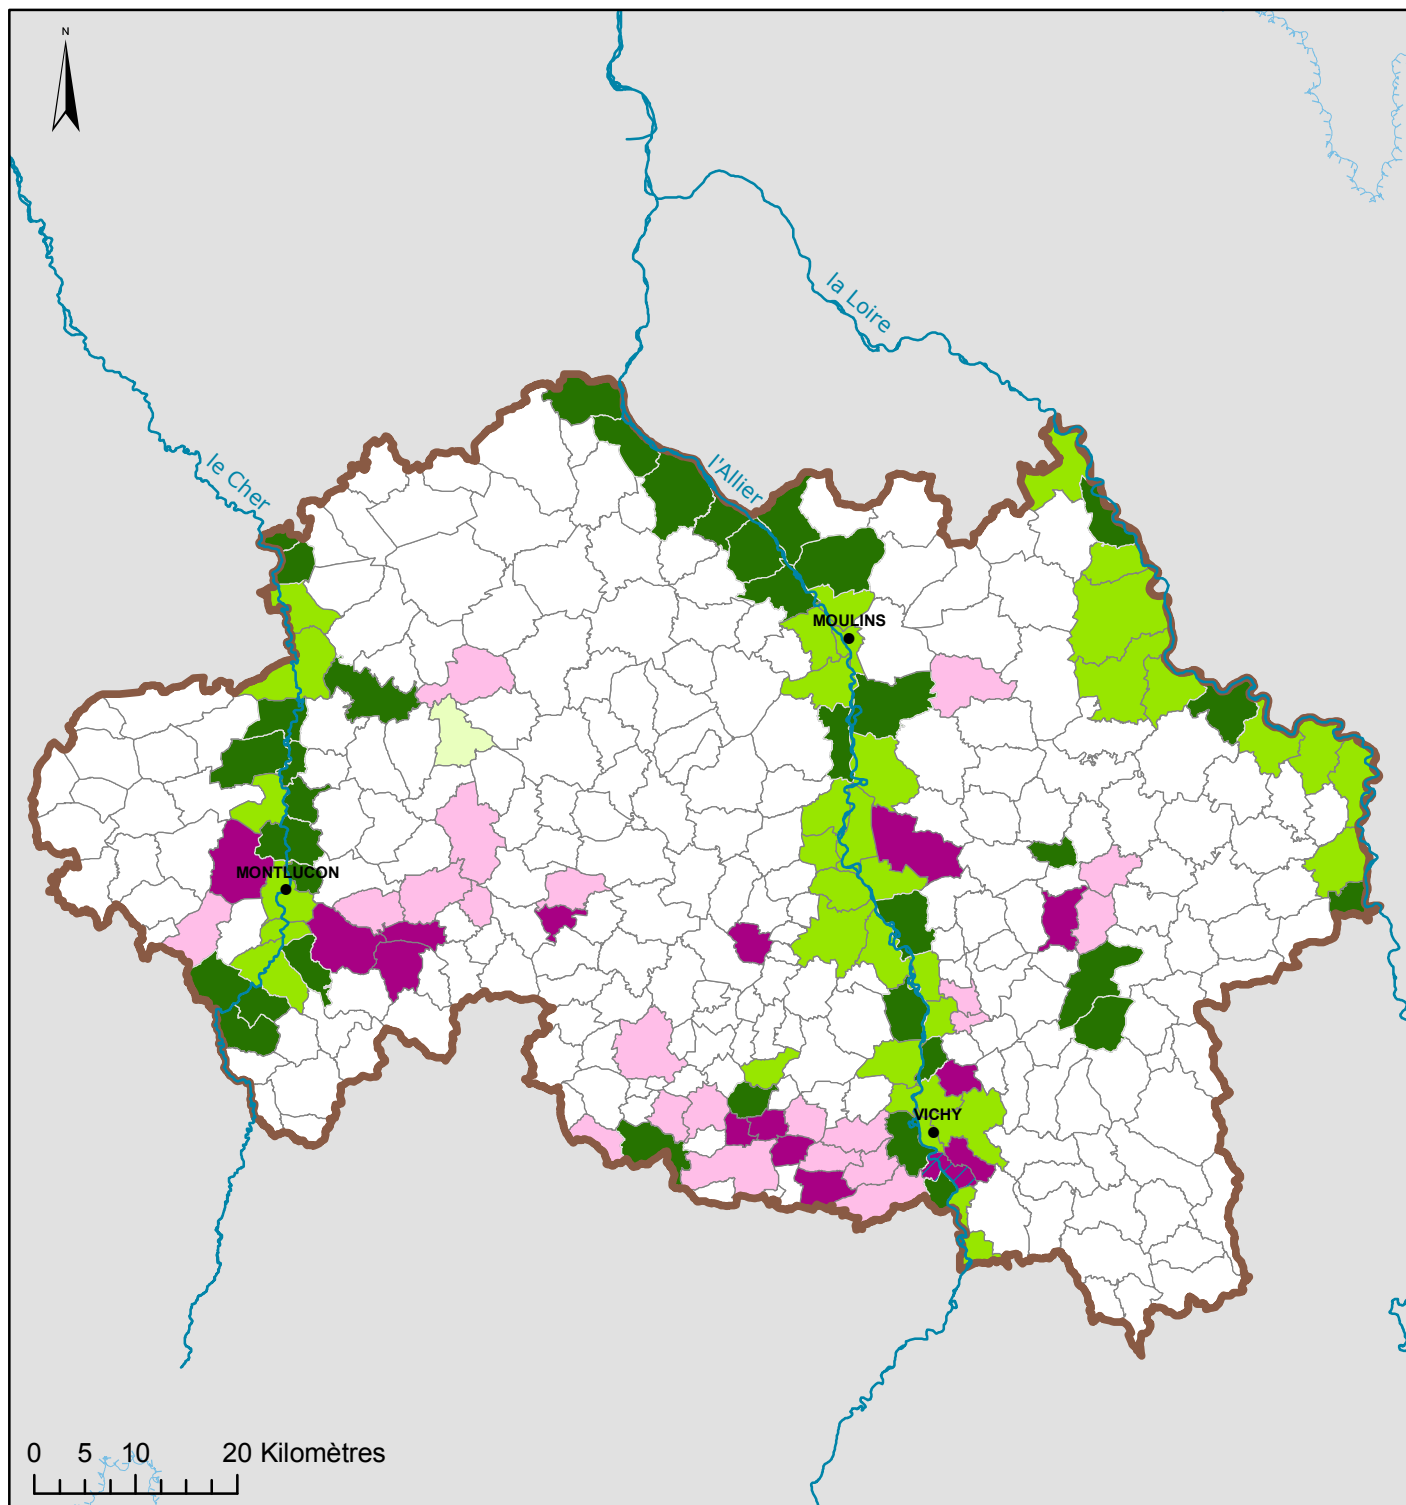 N
la Loire
l'Allier
le Cher
MOULINS
MONTLUCON
VICHY
0 5 10 20 Kilomètres